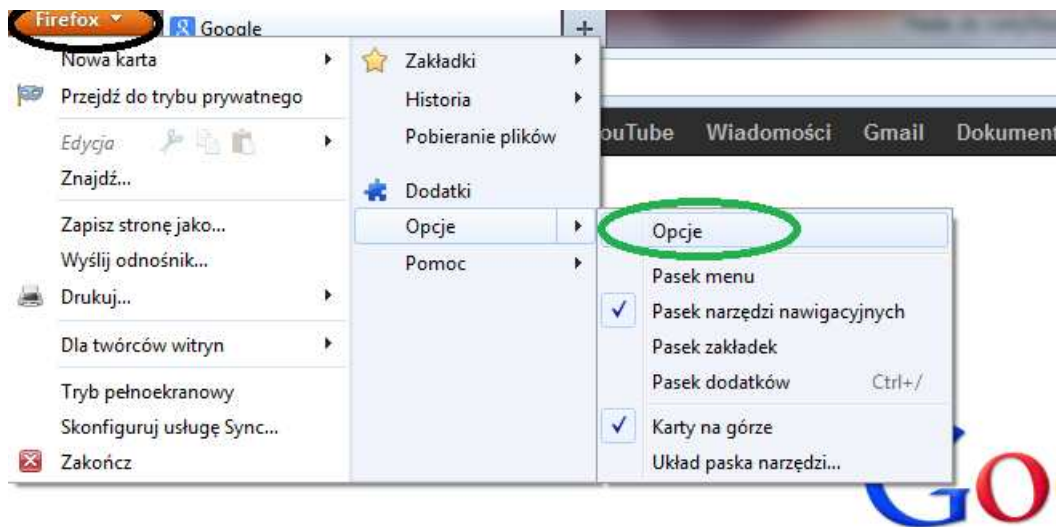 Firefox
Google
+
Nowa karta
Przejdź do trybu prywatnego
Edycja
Znajdź...
Zapisz stronę jako...
Wyślij odnośnik...
Drukuj...
Dla twórców witryn
Tryb pełnoekranowy
Skonfiguruj usługę Sync...
Zakończ
Zakładki
Historia
Pobieranie plików
Dodatki
Opcje
Pomoc
Opcje
Pasek menu
Pasek narzędzi nawigacyjnych
Pasek zakładek
Pasek dodatków Ctrl+/
Karty na górze
Układ paska narzędzi...
ouTube Wiadomości Gmail Dokument
Go